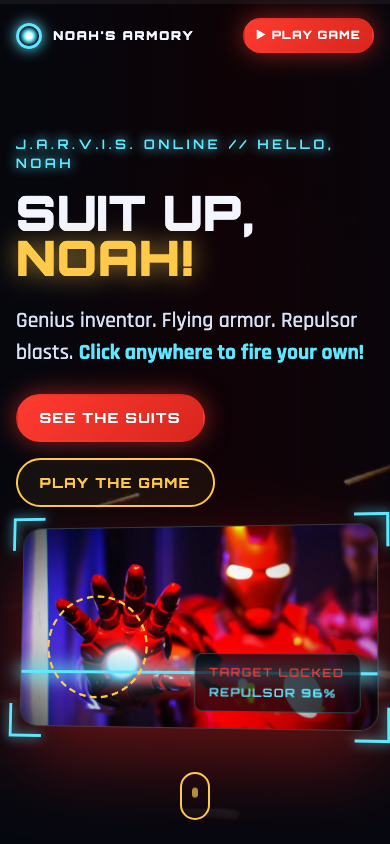 NOAH'S ARMORY
▶ PLAY GAME
J.A.R.V.I.S. ONLINE // HELLO,
NOAH
SUIT UP,
NOAH!
Genius inventor. Flying armor. Repulsor
blasts. Click anywhere to fire your own!
SEE THE SUITS
PLAY THE GAME
TARGET LOCKED
REPULSOR 96%